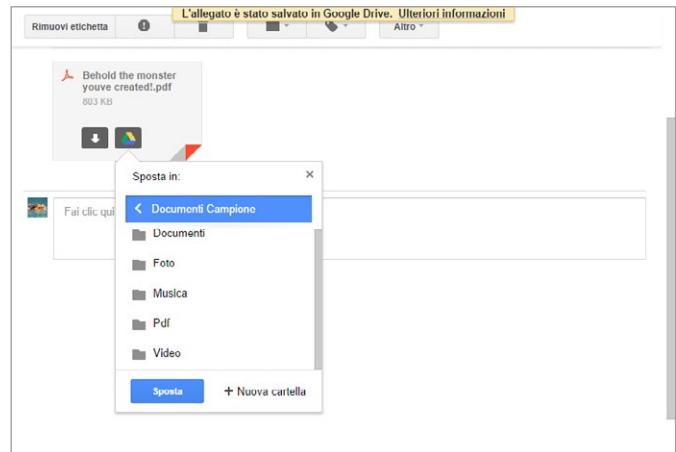 L'allegato è stato salvato in Google Drive. Ulteriori informazioni
Rimuovi etichetta
Altro
Behold the monster
youve created!.pdf
803 KB
Sposta in:
Fai clic qui
Documenti Campione
Documenti
Foto
Musica
Pdf
Video
Sposta
+ Nuova cartella